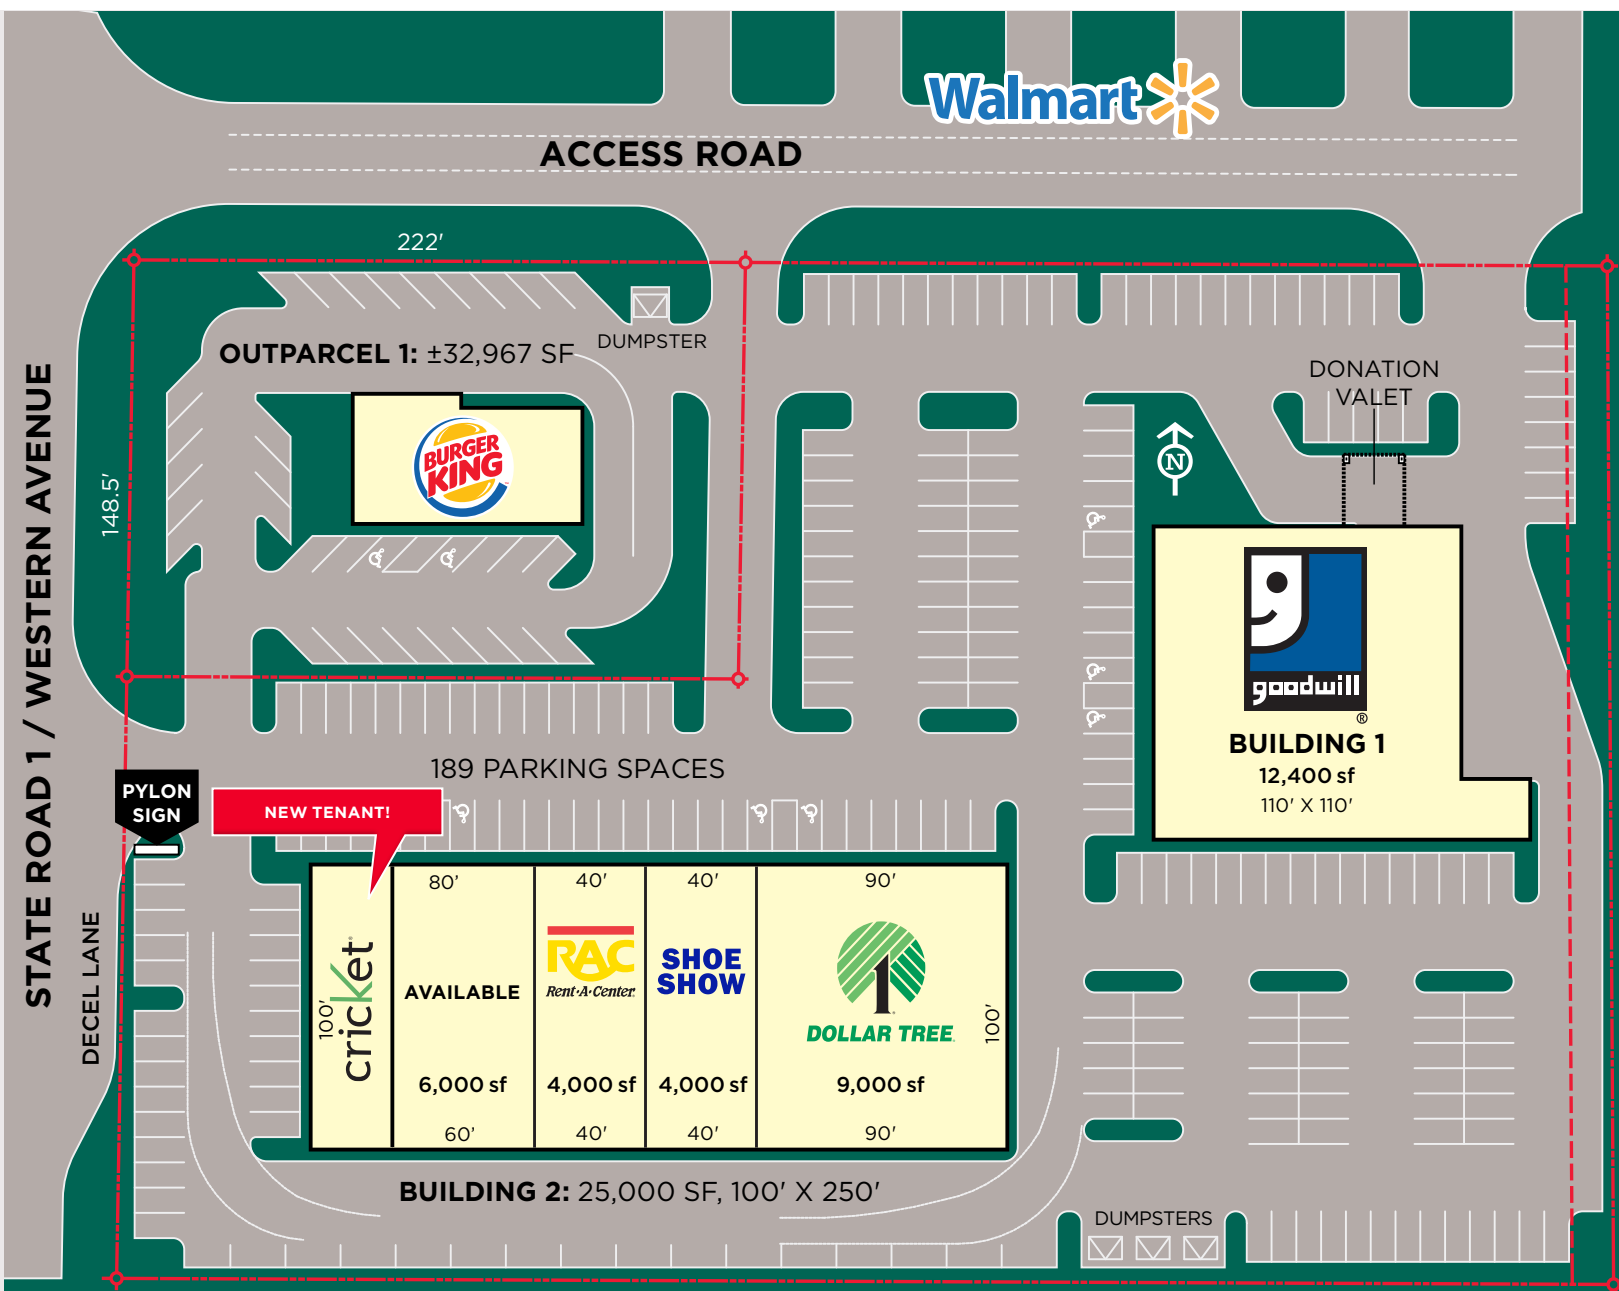 Walmart
ACCESS ROAD
222'
DUMPSTER
OUTPARCEL 1: ±32,967 SF
DONATION
VALET
BURGER
KING
N
148.5'
STATE ROAD 1 / WESTERN AVENUE
goodwill
®
BUILDING 1
12,400 sf
110' X 110'
189 PARKING SPACES
PYLON
SIGN
NEW TENANT!
DECEL LANE
80'
40'
40'
90'
100'
cricket
AVAILABLE
RAC
Rent-A-Center
SHOE
SHOW
1
DOLLAR TREE
100'
6,000 sf
4,000 sf
4,000 sf
9,000 sf
60'
40'
40'
90'
BUILDING 2: 25,000 SF, 100' X 250'
DUMPSTERS